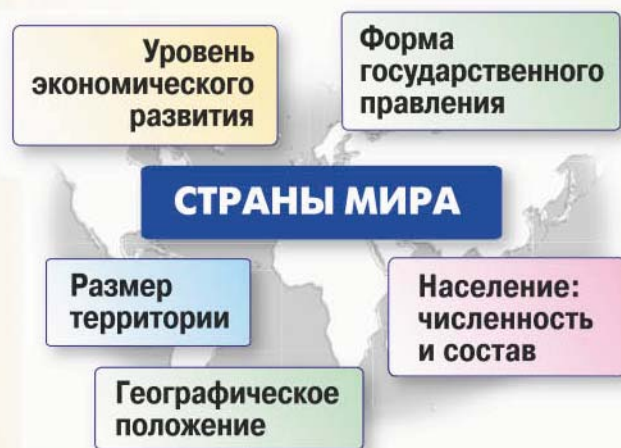 Уровень
экономического
развития
Форма
государственного
правления
СТРАНЫ МИРА
Размер
территории
Население:
численность
и состав
Географическое
положение